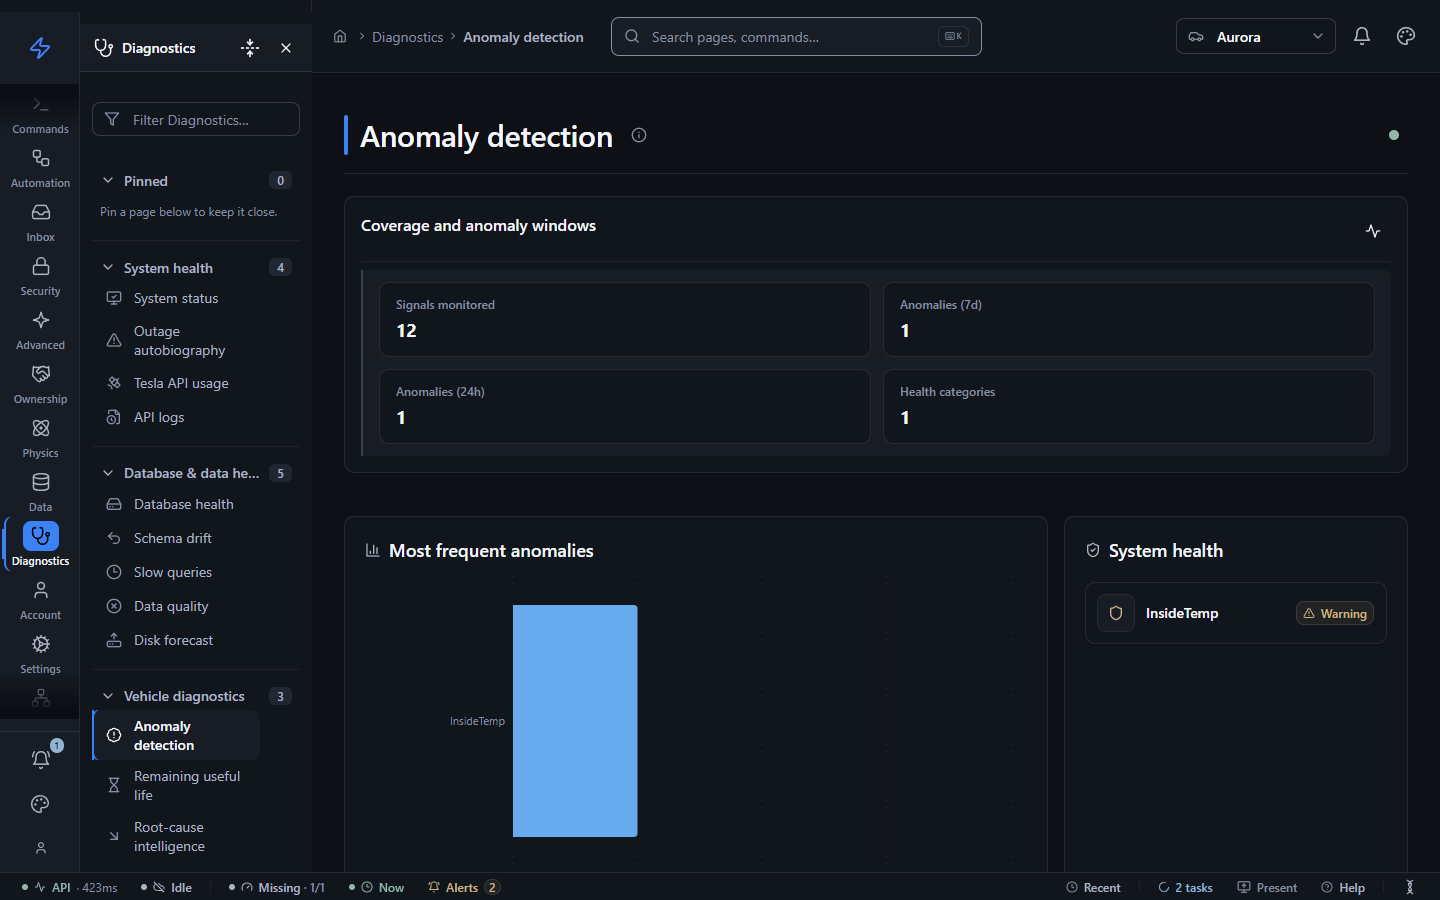 Commands
Automation
Inbox
Security
Advanced
Ownership
Physics
Data
Diagnostics
Account
Settings
1
Diagnostics
Filter Diagnostics...
Pinned 0
Pin a page below to keep it close.
System health 4
System status
Outage
autobiography
Tesla API usage
API logs
Database & data he... 5
Database health
Schema drift
Slow queries
Data quality
Disk forecast
Vehicle diagnostics 3
Anomaly
detection
Remaining useful
life
Root-cause
intelligence
Diagnostics Anomaly detection
Search pages, commands... K
Aurora
Anomaly detection
Coverage and anomaly windows
Signals monitored
12
Anomalies (7d)
1
Anomalies (24h)
1
Health categories
1
Most frequent anomalies
InsideTemp
System health
InsideTemp Warning
API · 423ms Idle Missing · 1/1 Now Alerts 2 Recent 2 tasks Present Help